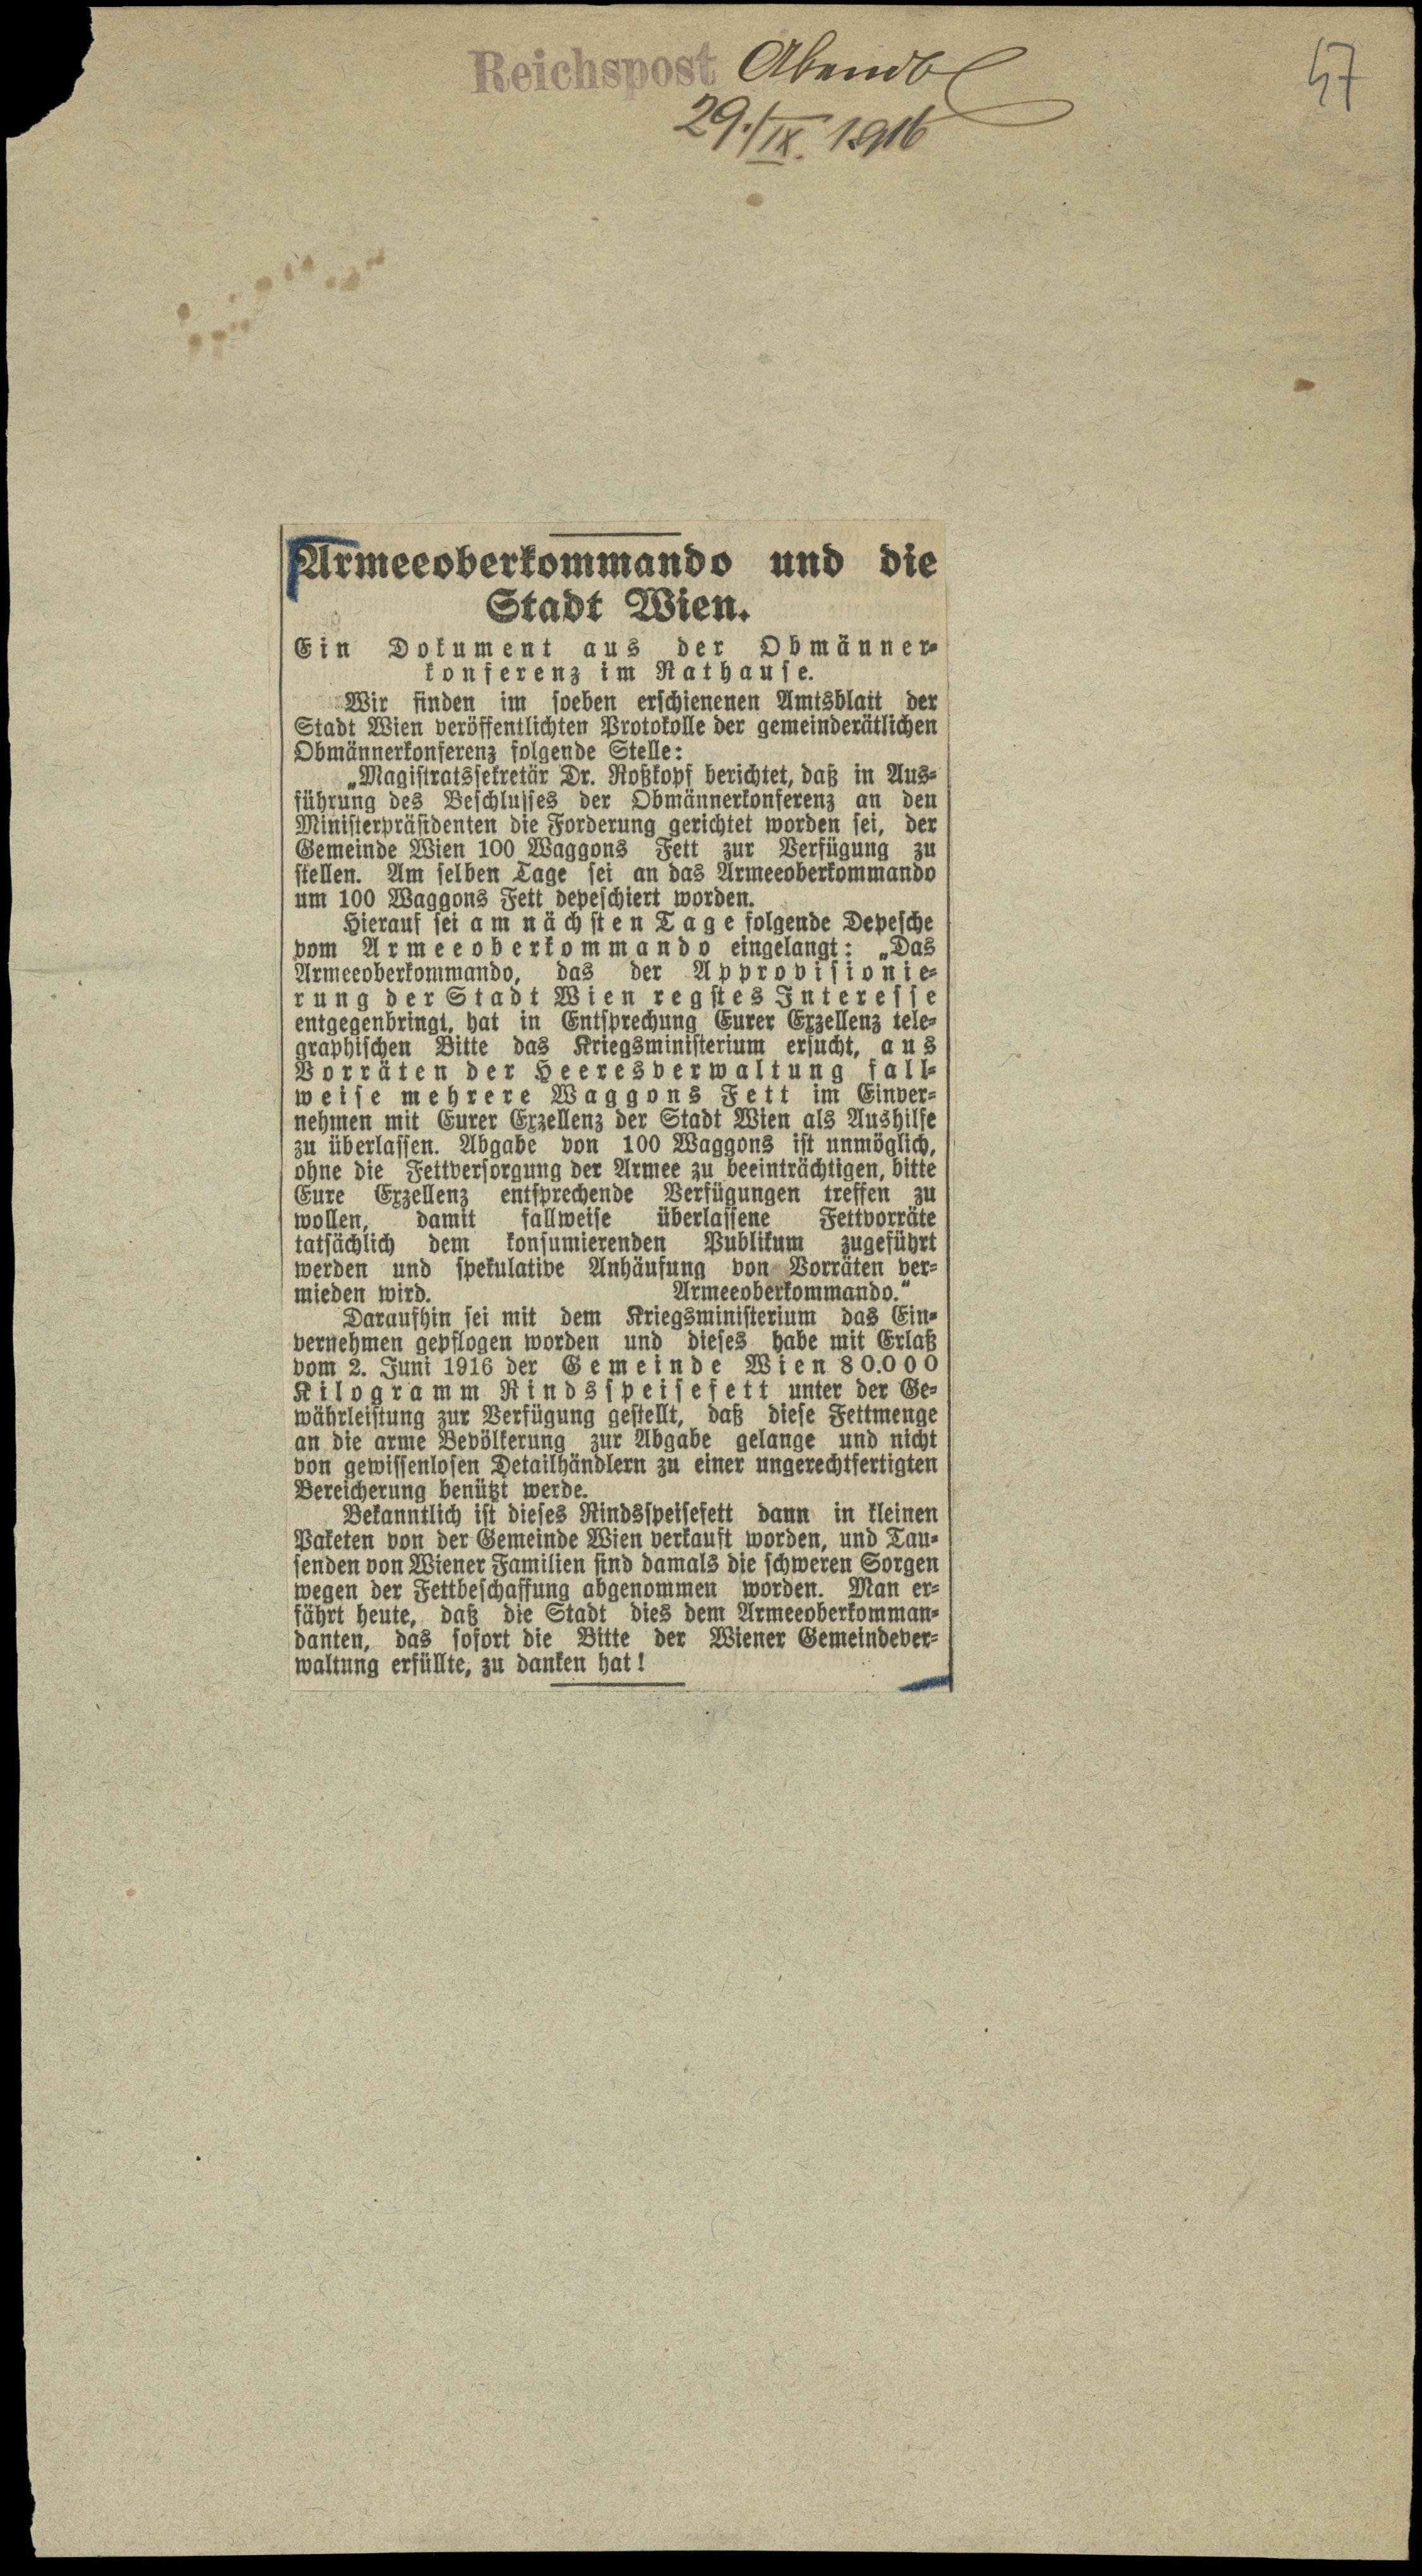 Reichspost Abendbl
29./IX. 1916
47
Armeeoberkommando und die
Stadt Wien.
Ein Dokument aus der Obmänner-
konferenz im Rathause.
Wir finden im soeben erschienenen Amtsblatt der
Stadt Wien veröffentlichten Protokolle der gemeinderätlichen
Obmännerkonferenz folgende Stelle:
„Magistratssekretär Dr. Roßkopf berichtet, daß in Aus-
führung des Beschlusses der Obmännerkonferenz an den
Ministerpräsidenten die Forderung gerichtet worden sei, der
Gemeinde Wien 100 Waggons Fett zur Verfügung zu
stellen. Am selben Tage sei an das Armeeoberkommando
um 100 Waggons Fett depeschiert worden.
Hierauf sei am nächsten Tage folgende Depesche
vom Armeeoberkommando eingelangt: „Das
Armeeoberkommando, das der Approvisionie-
rung der Stadt Wien regstes Interesse
entgegenbringt, hat in Entsprechung Eurer Exzellenz tele-
graphischen Bitte das Kriegsministerium ersucht, aus
Vorräten der Heeresverwaltung fall-
weise mehrere Waggons Fett im Einver-
nehmen mit Eurer Exzellenz der Stadt Wien als Aushilfe
zu überlassen. Abgabe von 100 Waggons ist unmöglich,
ohne die Fettversorgung der Armee zu beeinträchtigen, bitte
Eure Exzellenz entsprechende Verfügungen treffen zu
wollen, damit fallweise überlassene Fettvorräte
tatsächlich dem konsumierenden Publikum zugeführt
werden und spekulative Anhäufung von Vorräten ver-
mieden wird. Armeeoberkommando.“
Daraufhin sei mit dem Kriegsministerium das Ein-
vernehmen gepflogen worden und dieses habe mit Erlaß
vom 2. Juni 1916 der Gemeinde Wien 80.000
Kilogramm Rindsspeisefett unter der Ge-
währleistung zur Verfügung gestellt, daß diese Fettmenge
an die arme Bevölkerung zur Abgabe gelange und nicht
von gewissenlosen Detailhändlern zu einer ungerechtfertigten
Bereicherung benützt werde.
Bekanntlich ist dieses Rindsspeisefett dann in kleinen
Paketen von der Gemeinde Wien verkauft worden, und Tau-
senden von Wiener Familien sind damals die schweren Sorgen
wegen der Fettbeschaffung abgenommen worden. Man er-
fährt heute, daß die Stadt dies dem Armeeoberkomman-
danten, das sofort die Bitte der Wiener Gemeindever-
waltung erfüllte, zu danken hat!